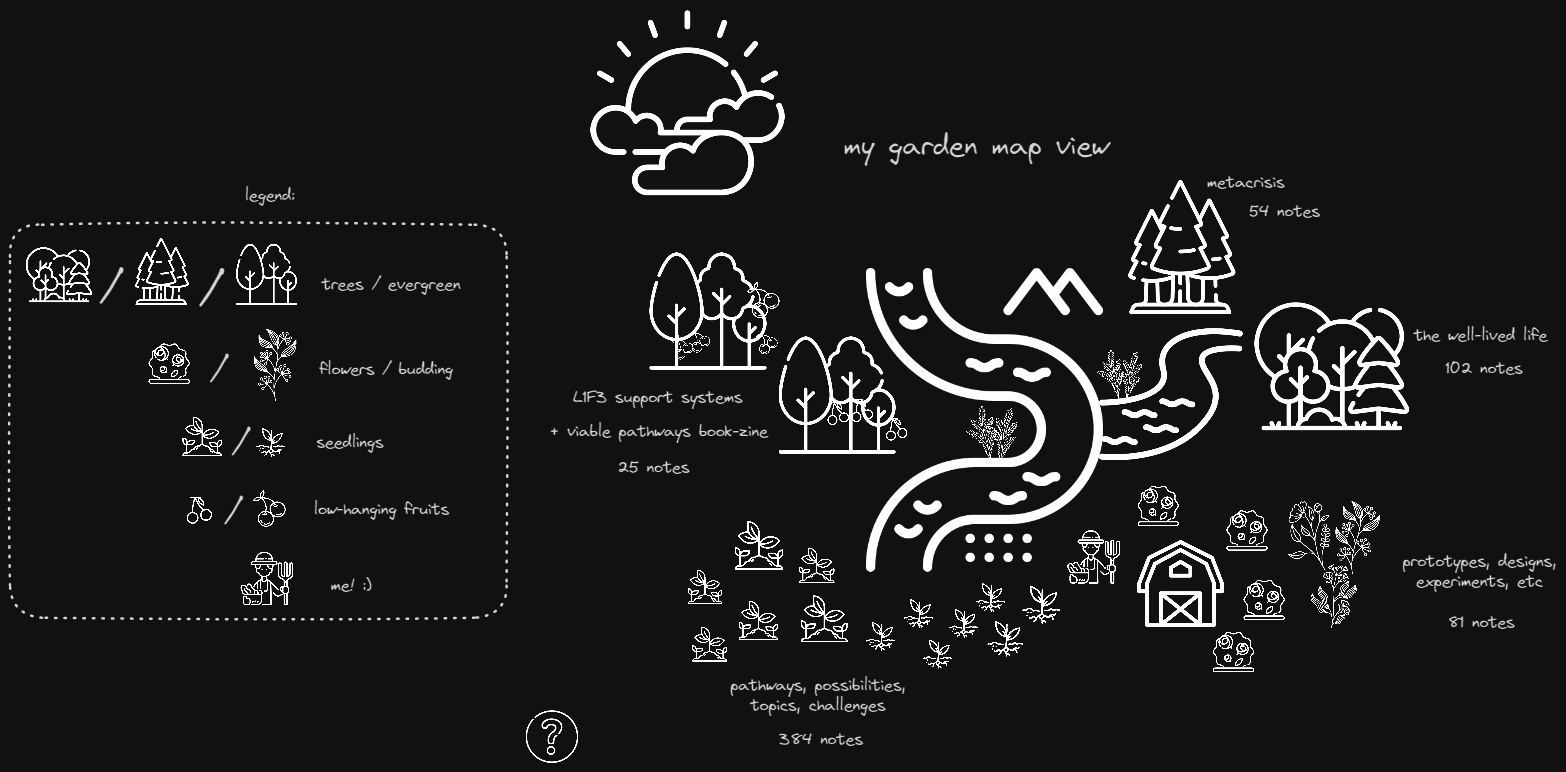 my garden map view
legend:
trees / evergreen
flowers / budding
seedlings
low-hanging fruits
me! :)
metacrisis
54 notes
the well-lived life
102 notes
L1F3 support systems
+ viable pathways book-zine
25 notes
prototypes, designs,
experiments, etc
81 notes
pathways, possibilities,
topics, challenges
384 notes
?